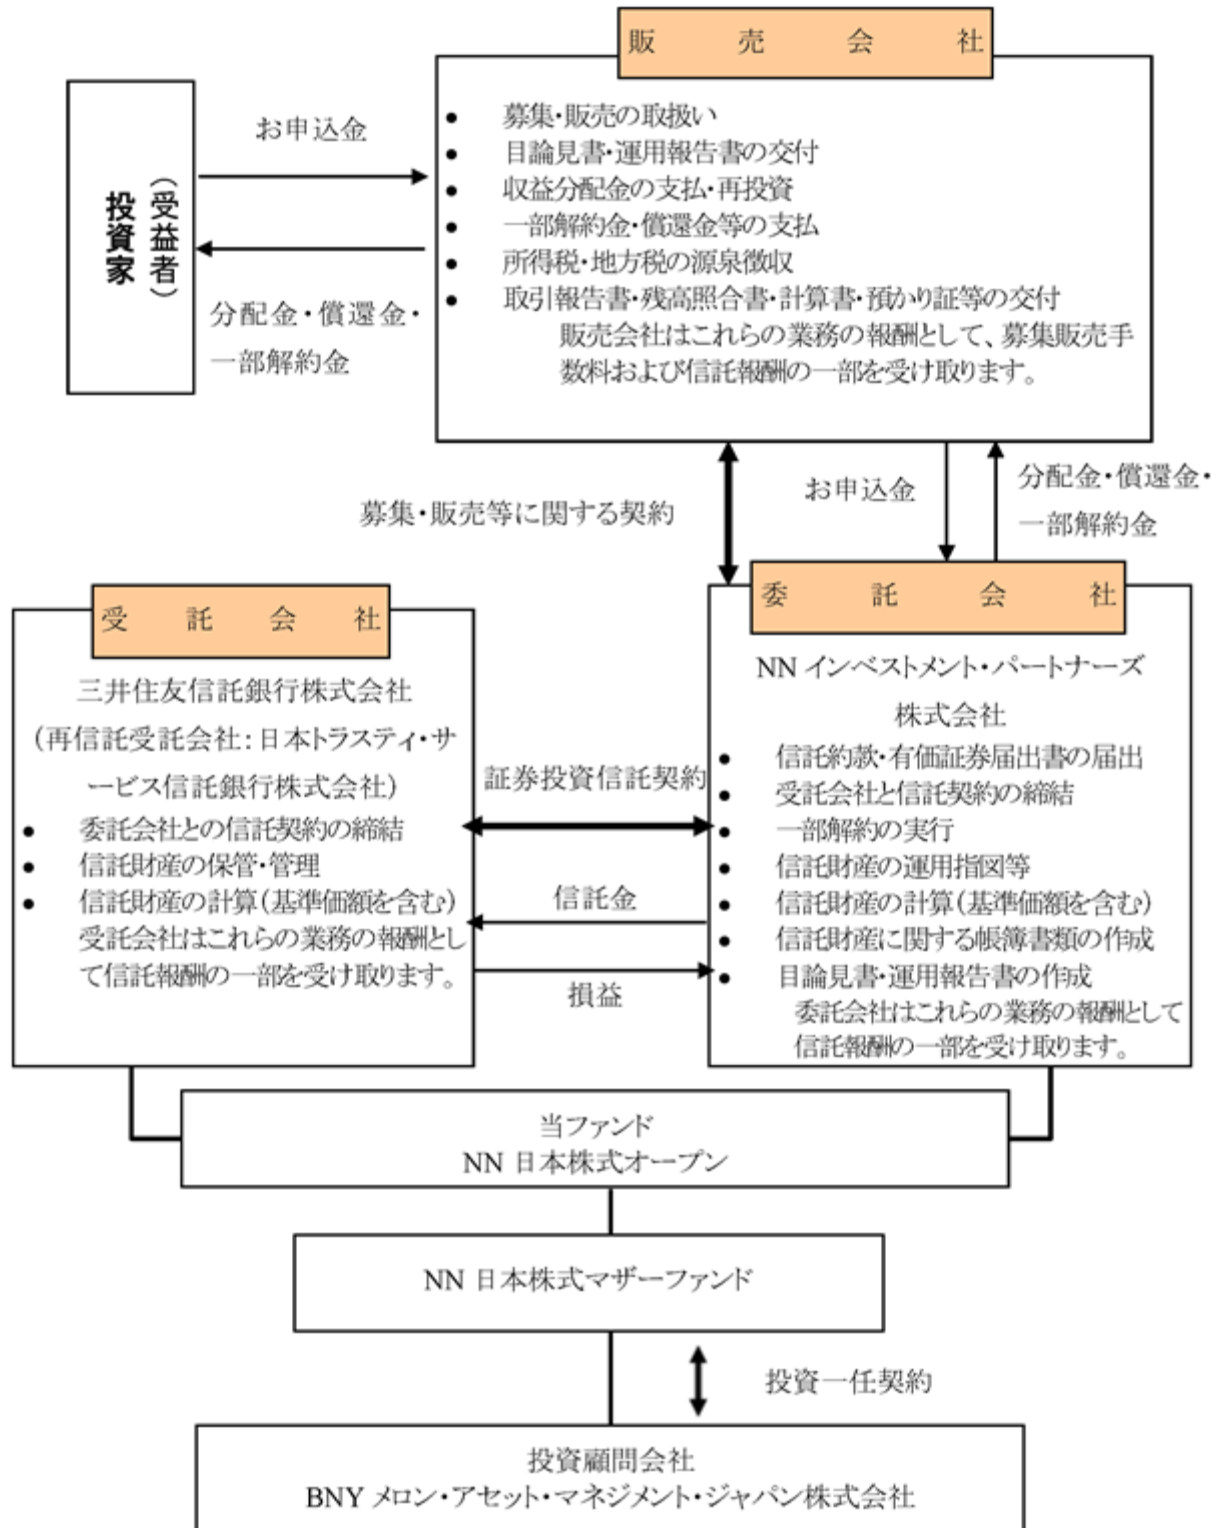 販売会社
お申込金
投資家
(受益者)
分配金・償還金・
一部解約金
● 募集・販売の取扱い
● 目論見書・運用報告書の交付
● 収益分配金の支払・再投資
● 一部解約金・償還金等の支払
● 所得税・地方税の源泉徴収
● 取引報告書・残高照合書・計算書・預かり証等の交付
販売会社はこれらの業務の報酬として、募集販売手
数料および信託報酬の一部を受け取ります。
募集・販売等に関する契約
お申込金
分配金・償還金・
一部解約金
受託会社
三井住友信託銀行株式会社
(再信託受託会社：日本トラスティ・サ
ービス信託銀行株式会社)
● 委託会社との信託契約の締結
● 信託財産の保管・管理
● 信託財産の計算(基準価額を含む)
受託会社はこれらの業務の報酬とし
て信託報酬の一部を受け取ります。
証券投資信託契約
信託金
損益
委託会社
NN インベストメント・パートナーズ
株式会社
● 信託約款・有価証券届出書の届出
● 受託会社と信託契約の締結
● 一部解約の実行
● 信託財産の運用指図等
● 信託財産の計算(基準価額を含む)
● 信託財産に関する帳簿書類の作成
● 目論見書・運用報告書の作成
委託会社はこれらの業務の報酬として
信託報酬の一部を受け取ります。
当ファンド
NN 日本株式オープン
NN 日本株式マザーファンド
投資一任契約
投資顧問会社
BNY メロン・アセット・マネジメント・ジャパン株式会社